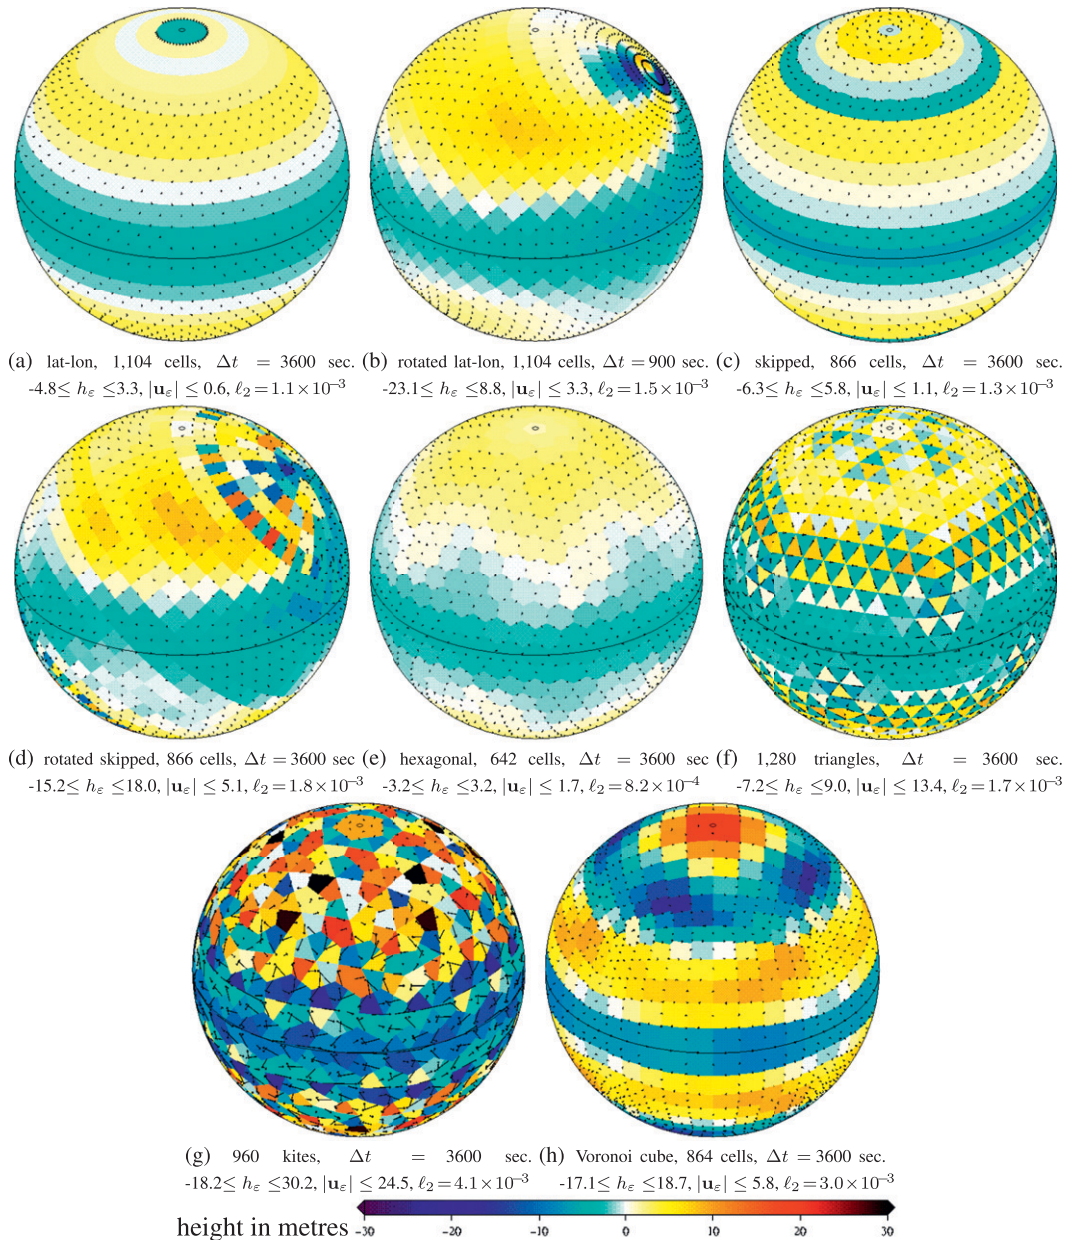 (a) lat-lon, 1,104 cells, Δt = 3600 sec.
-4.8≤ hε ≤3.3, |uε| ≤ 0.6, ℓ2 = 1.1×10−3
(b) rotated lat-lon, 1,104 cells, Δt = 900 sec.
-23.1≤ hε ≤8.8, |uε| ≤ 3.3, ℓ2 = 1.5×10−3
(c) skipped, 866 cells, Δt = 3600 sec.
-6.3≤ hε ≤5.8, |uε| ≤ 1.1, ℓ2 = 1.3×10−3
(d) rotated skipped, 866 cells, Δt = 3600 sec
-15.2≤ hε ≤18.0, |uε| ≤ 5.1, ℓ2 = 1.8×10−3
(e) hexagonal, 642 cells, Δt = 3600 sec
-3.2≤ hε ≤3.2, |uε| ≤ 1.7, ℓ2 = 8.2×10−4
(f) 1,280 triangles, Δt = 3600 sec.
-7.2≤ hε ≤9.0, |uε| ≤ 13.4, ℓ2 = 1.7×10−3
(g) 960 kites, Δt = 3600 sec.
-18.2≤ hε ≤30.2, |uε| ≤ 24.5, ℓ2 = 4.1×10−3
(h) Voronoi cube, 864 cells, Δt = 3600 sec.
-17.1≤ hε ≤18.7, |uε| ≤ 5.8, ℓ2 = 3.0×10−3
height in metres -30 -20 -10 0 10 20 30